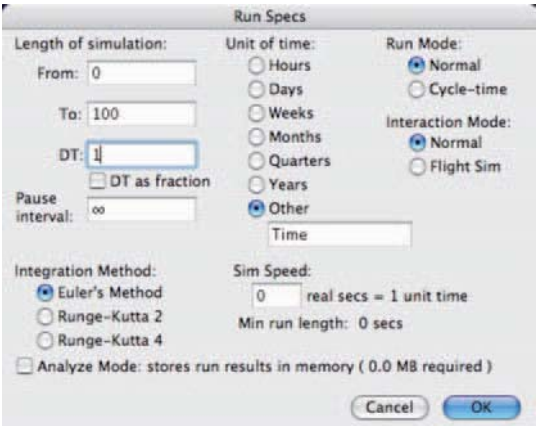 Run Specs
Length of simulation:
From: 0
To: 100
DT: 1
DT as fraction
Pause interval: ∞
Unit of time:
Hours
Days
Weeks
Months
Quarters
Years
Other
Time
Run Mode:
Normal
Cycle-time
Interaction Mode:
Normal
Flight Sim
Integration Method:
Euler's Method
Runge-Kutta 2
Runge-Kutta 4
Sim Speed:
0 real secs = 1 unit time
Min run length: 0 secs
Analyze Mode: stores run results in memory ( 0.0 MB required )
Cancel
OK